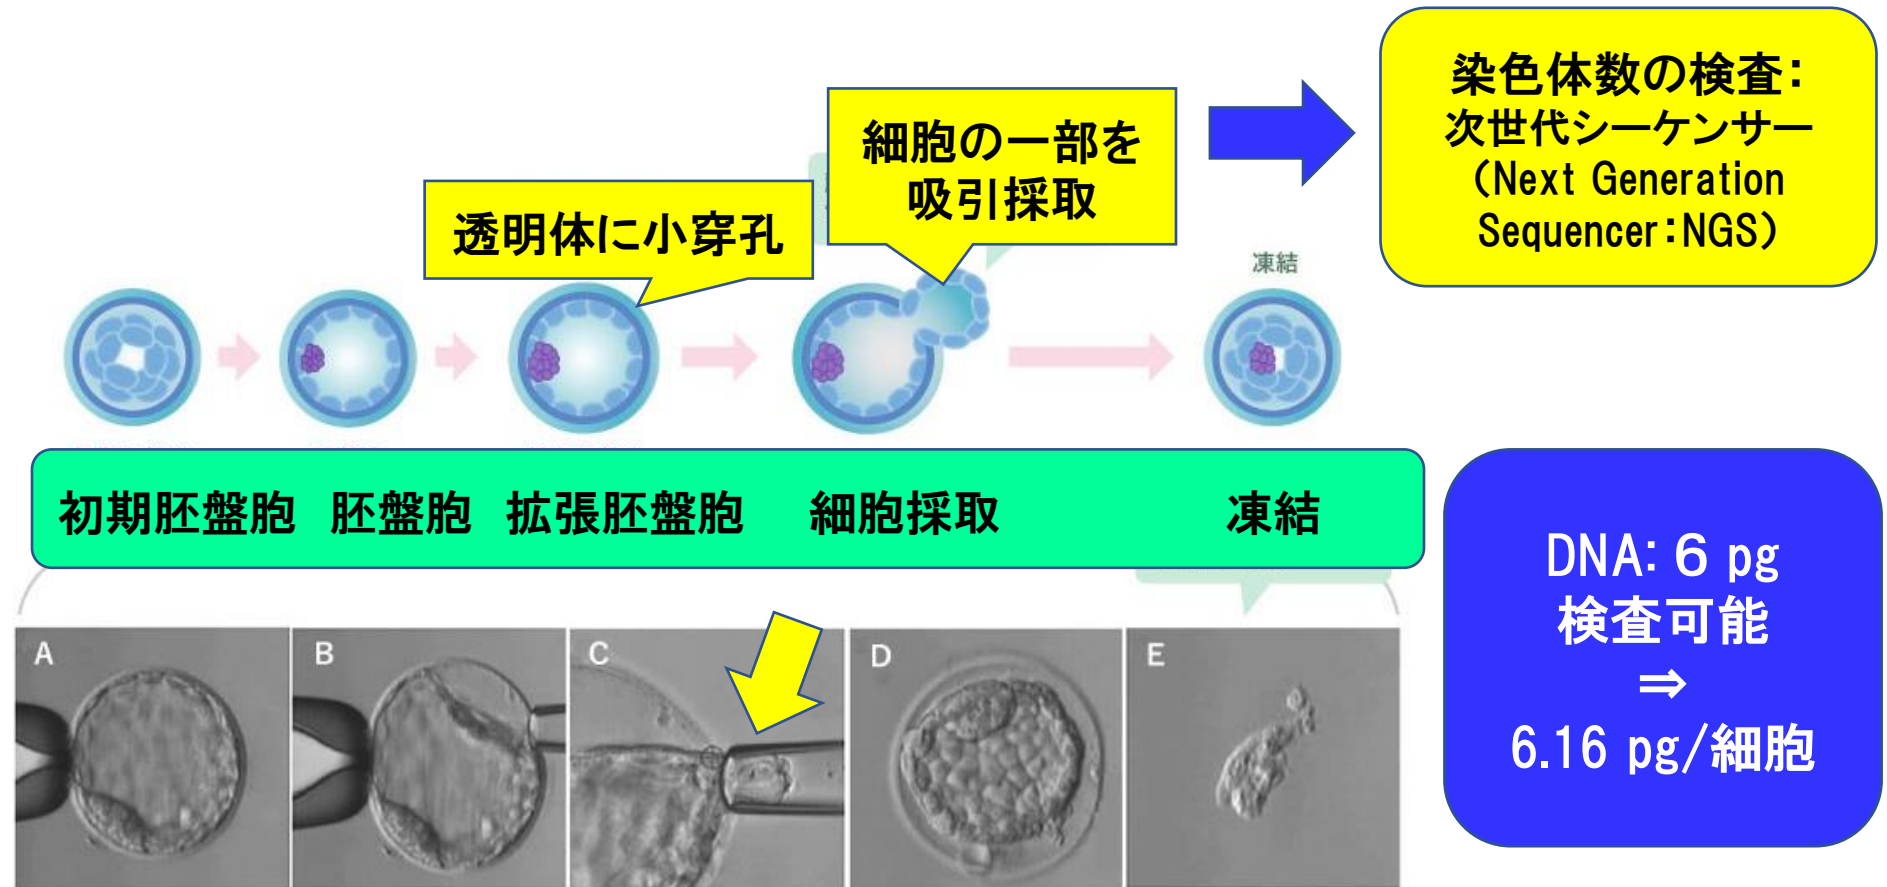 染色体数の検査：
次世代シーケンサー
（Next Generation
Sequencer：NGS）
細胞の一部を
吸引採取
透明体に小穿孔
凍結
初期胚盤胞 胚盤胞 拡張胚盤胞 細胞採取 凍結
DNA: ６ pg
検査可能
⇒
6.16 pg/細胞
A B C D E